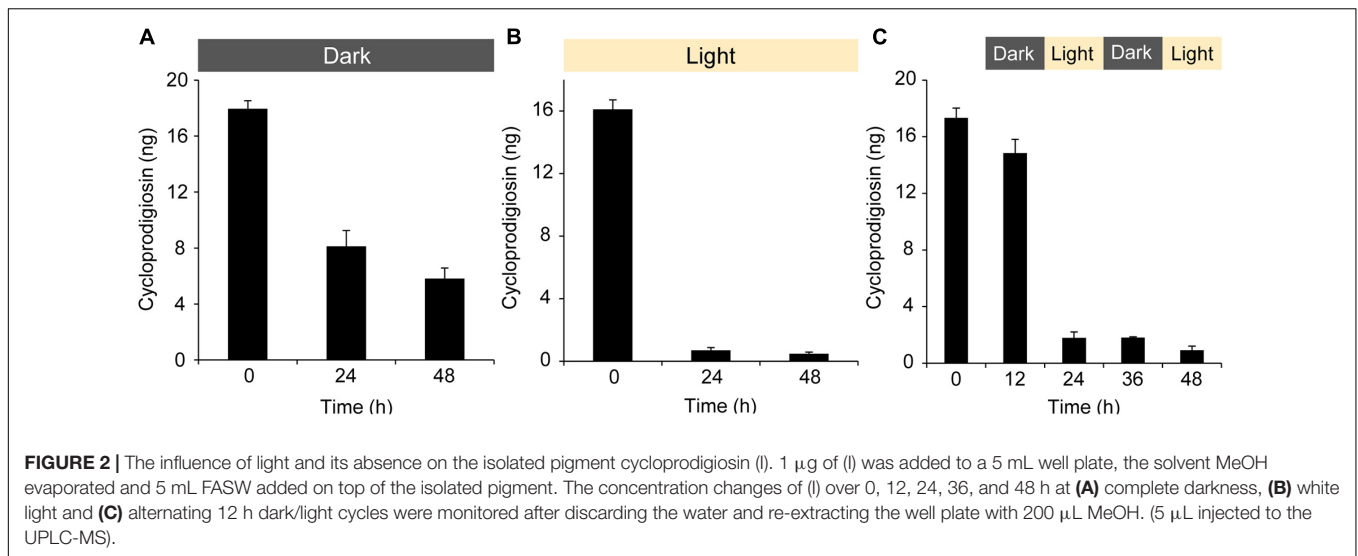 A
Dark
Cycloprodigiosin (ng)
20
16
12
8
4
0
0 24 48
Time (h)
B
Light
Cycloprodigiosin (ng)
16
12
8
4
0
0 24 48
Time (h)
C
Dark Light Dark Light
Cycloprodigiosin (ng)
20
16
12
8
4
0
0 12 24 36 48
Time (h)
FIGURE 2 | The influence of light and its absence on the isolated pigment cycloprodigiosin (I). 1 μg of (I) was added to a 5 mL well plate, the solvent MeOH
evaporated and 5 mL FASW added on top of the isolated pigment. The concentration changes of (I) over 0, 12, 24, 36, and 48 h at (A) complete darkness, (B) white
light and (C) alternating 12 h dark/light cycles were monitored after discarding the water and re-extracting the well plate with 200 μL MeOH. (5 μL injected to the
UPLC-MS).